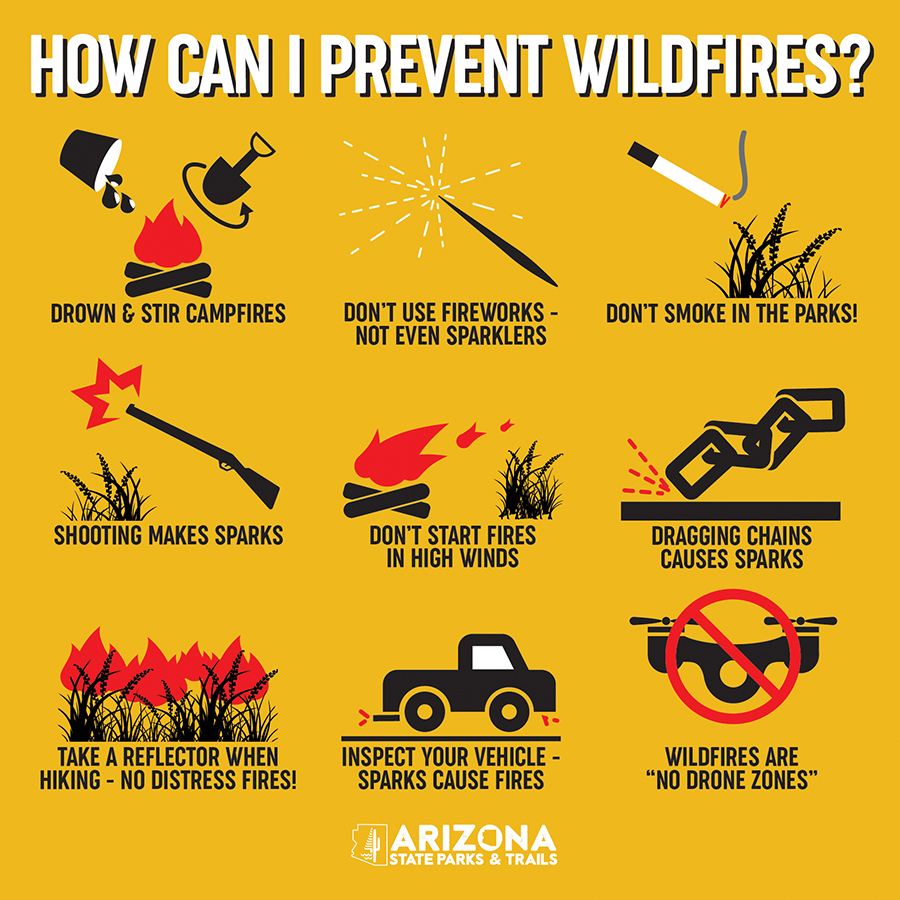 HOW CAN I PREVENT WILDFIRES?
DROWN & STIR CAMPFIRES
DON'T USE FIREWORKS -
NOT EVEN SPARKLERS
DON'T SMOKE IN THE PARKS!
SHOOTING MAKES SPARKS
DON'T START FIRES
IN HIGH WINDS
DRAGGING CHAINS
CAUSES SPARKS
TAKE A REFLECTOR WHEN
HIKING - NO DISTRESS FIRES!
INSPECT YOUR VEHICLE -
SPARKS CAUSE FIRES
WILDFIRES ARE
"NO DRONE ZONES"
ARIZONA
STATE PARKS & TRAILS